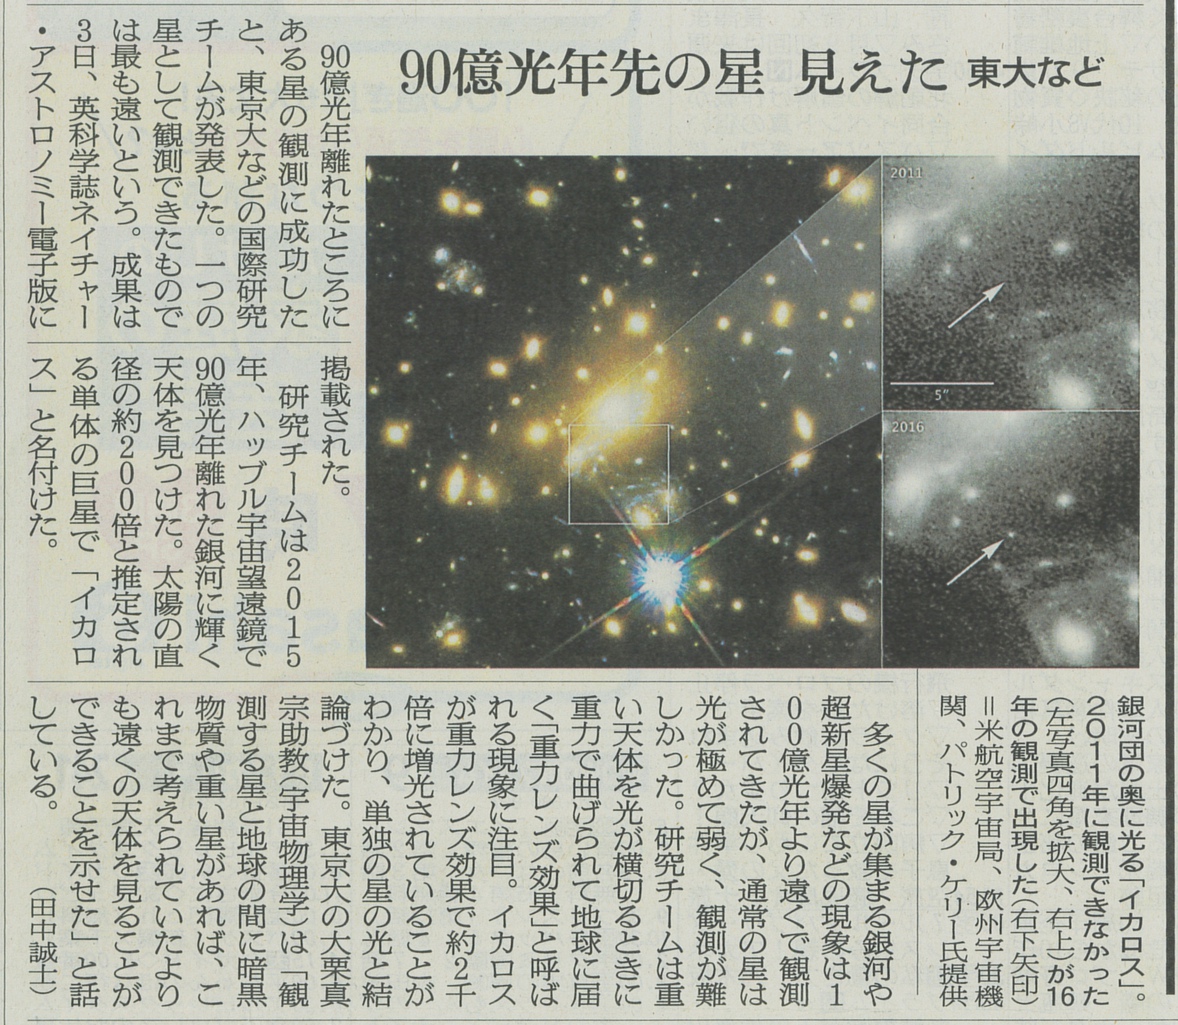 90億光年先の星 見えた 東大など
90億光年離れたところに
ある星の観測に成功した
と、東京大などの国際研究
チームが発表した。一つの
星として観測できたもので
は最も遠いという。成果は
3日、英科学誌ネイチャー
・アストロノミー電子版に
掲載された。
研究チームは2015
年、ハッブル宇宙望遠鏡で
90億光年離れた銀河に輝く
天体を見つけた。太陽の直
径の約200倍と推定され
る単体の巨星で「イカロ
ス」と名付けた。
2011
5"
2016
銀河団の奥に光る「イカロス」。
2011年に観測できなかった
(左写真四角を拡大、右上)が16
年の観測で出現した(右下矢印)
=米航空宇宙局、欧州宇宙機
関、パトリック・ケリー氏提供
多くの星が集まる銀河や
超新星爆発などの現象は1
00億光年より遠くで観測
されてきたが、通常の星は
光が極めて弱く、観測が難
しかった。研究チームは重
い天体を光が横切るときに
重力で曲げられて地球に届
く「重力レンズ効果」と呼ば
れる現象に注目。イカロス
が重力レンズ効果で約2千
倍に増光されていることが
わかり、単独の星の光と結
論づけた。東京大の大栗真
宗助教(宇宙物理学)は「観
測する星と地球の間に暗黒
物質や重い星があれば、こ
れまで考えられていたより
も遠くの天体を見ることが
できることを示せた」と話
している。 (田中誠士)